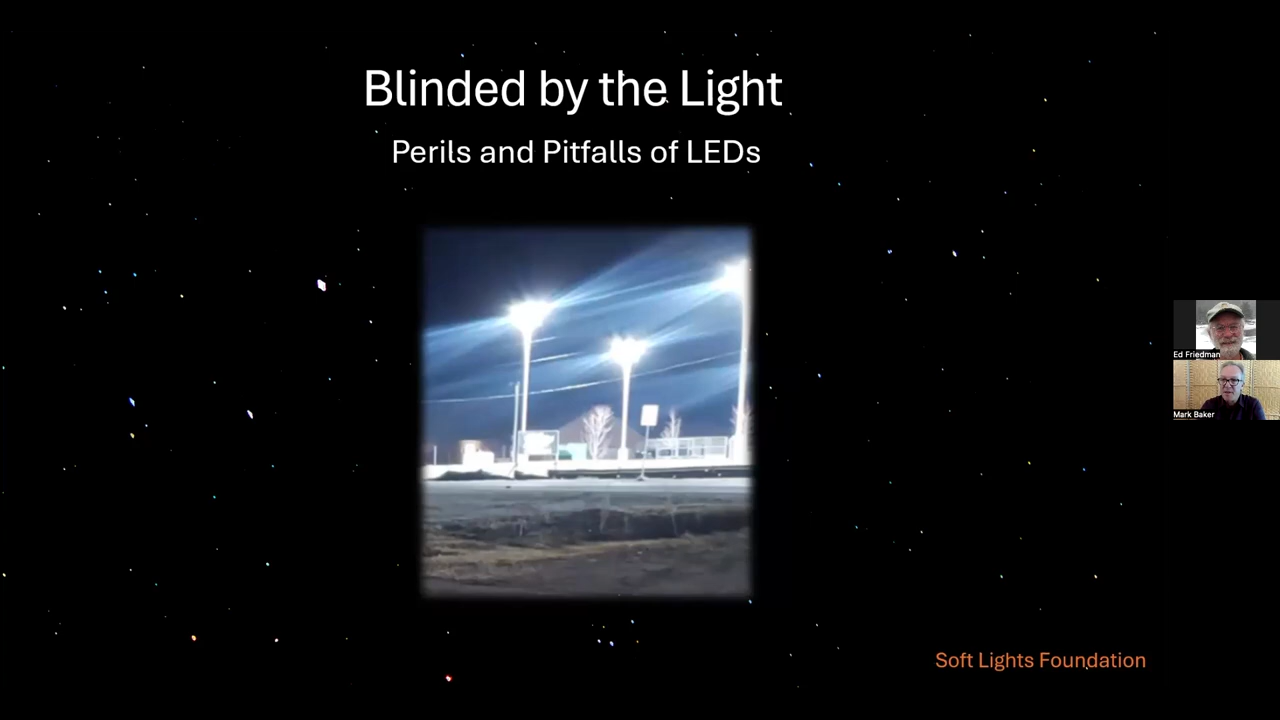 Blinded by the Light
Perils and Pitfalls of LEDs
Ed Friedman
Mark Baker
Soft Lights Foundation